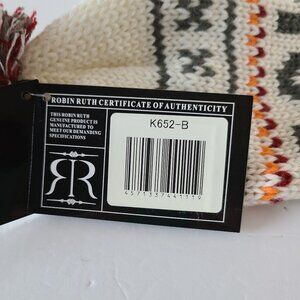 ROBIN RUTH CERTIFICATE OF AUTHENTICITY
THIS ROBIN RUTH
GENUINE PRODUCT IS
MANUFACTURED TO
MEET OUR DEMANDING
SPECIFICATIONS
RR
K652-B
4571337441119